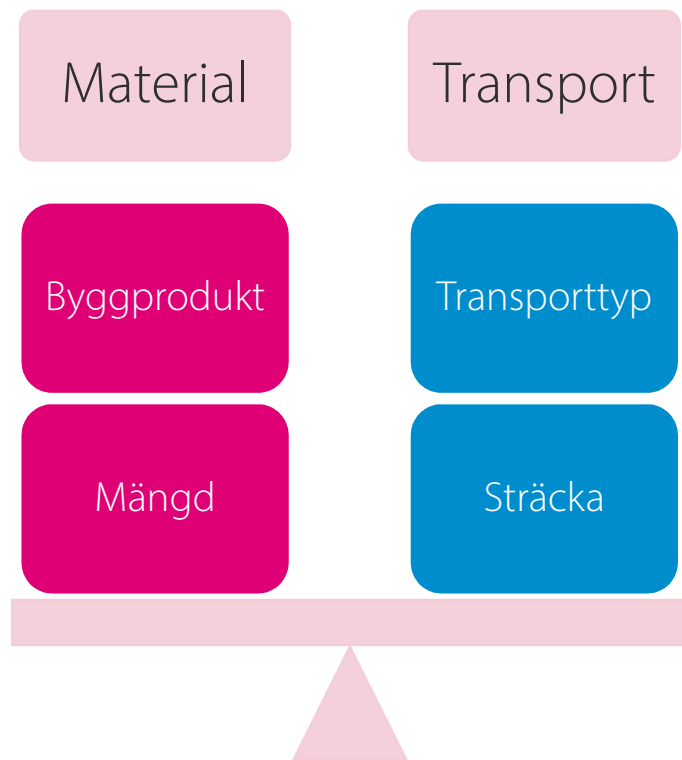 Material
Transport
Byggprodukt
Transporttyp
Mängd
Sträcka